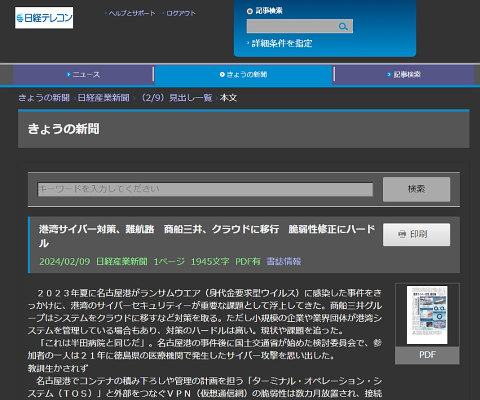 日経テレコン
ヘルプとサポート ログアウト
記事検索
詳細条件を指定
ニュース きょうの新聞 記事検索
きょうの新聞 日経産業新聞 （2/9）見出し一覧 本文
きょうの新聞
キーワードを入力してください 検索
港湾サイバー対策、難航路　商船三井、クラウドに移行　脆弱性修正にハード
ル
印刷
2024/02/09 日経産業新聞 1ページ 1945文字 PDF有 書誌情報
２０２３年夏に名古屋港がランサムウエア（身代金要求型ウイルス）に感染した事件をき
っかけに、港湾のサイバーセキュリティーが重要な課題として浮上してきた。商船三井グル
ープはシステムをクラウドに移すなど対策を取る。ただし小規模の企業や業界団体が港湾シ
ステムを管理している場合もあり、対策のハードルは高い。現状や課題を追った。
「これは半田病院と同じだ」。名古屋港の事件後に国土交通省が始めた検討委員会で、参
加者の一人は２１年に徳島県の医療機関で発生したサイバー攻撃を思い出した。
教訓生かされず
名古屋港でコンテナの積み下ろしや管理の計画を担う「ターミナル・オペレーション・シ
ステム（ＴＯＳ）」と外部をつなぐＶＰＮ（仮想通信網）の脆弱性は数カ月放置され、接続
PDF